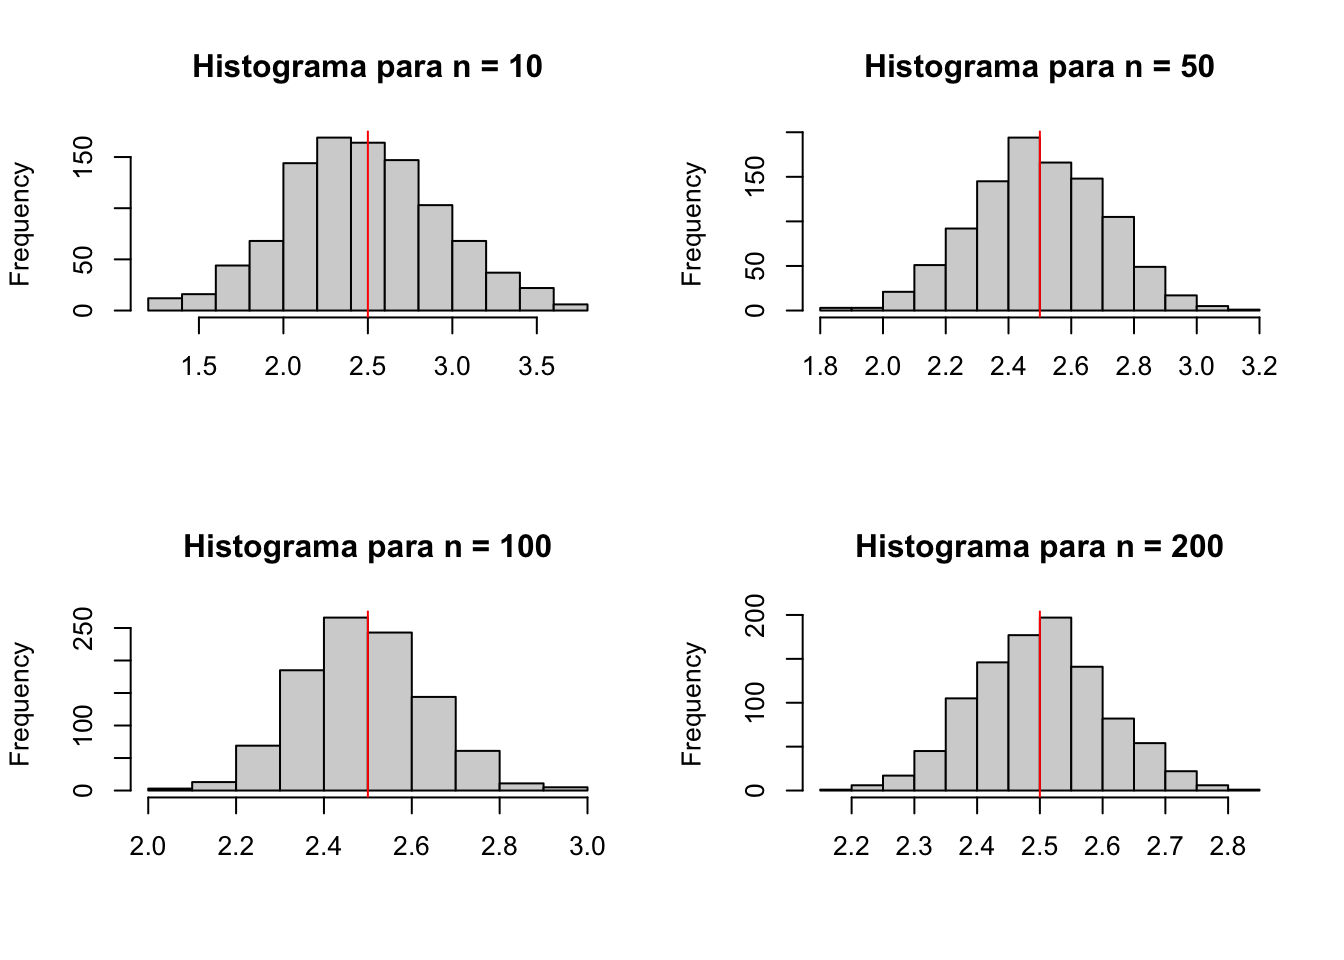 Histograma para n = 10
Frequency
150
50
0
1.5 2.0 2.5 3.0 3.5
Histograma para n = 50
Frequency
150
50
0
1.8 2.0 2.2 2.4 2.6 2.8 3.0 3.2
Histograma para n = 100
Frequency
250
100
0
2.0 2.2 2.4 2.6 2.8 3.0
Histograma para n = 200
Frequency
200
100
0
2.2 2.3 2.4 2.5 2.6 2.7 2.8